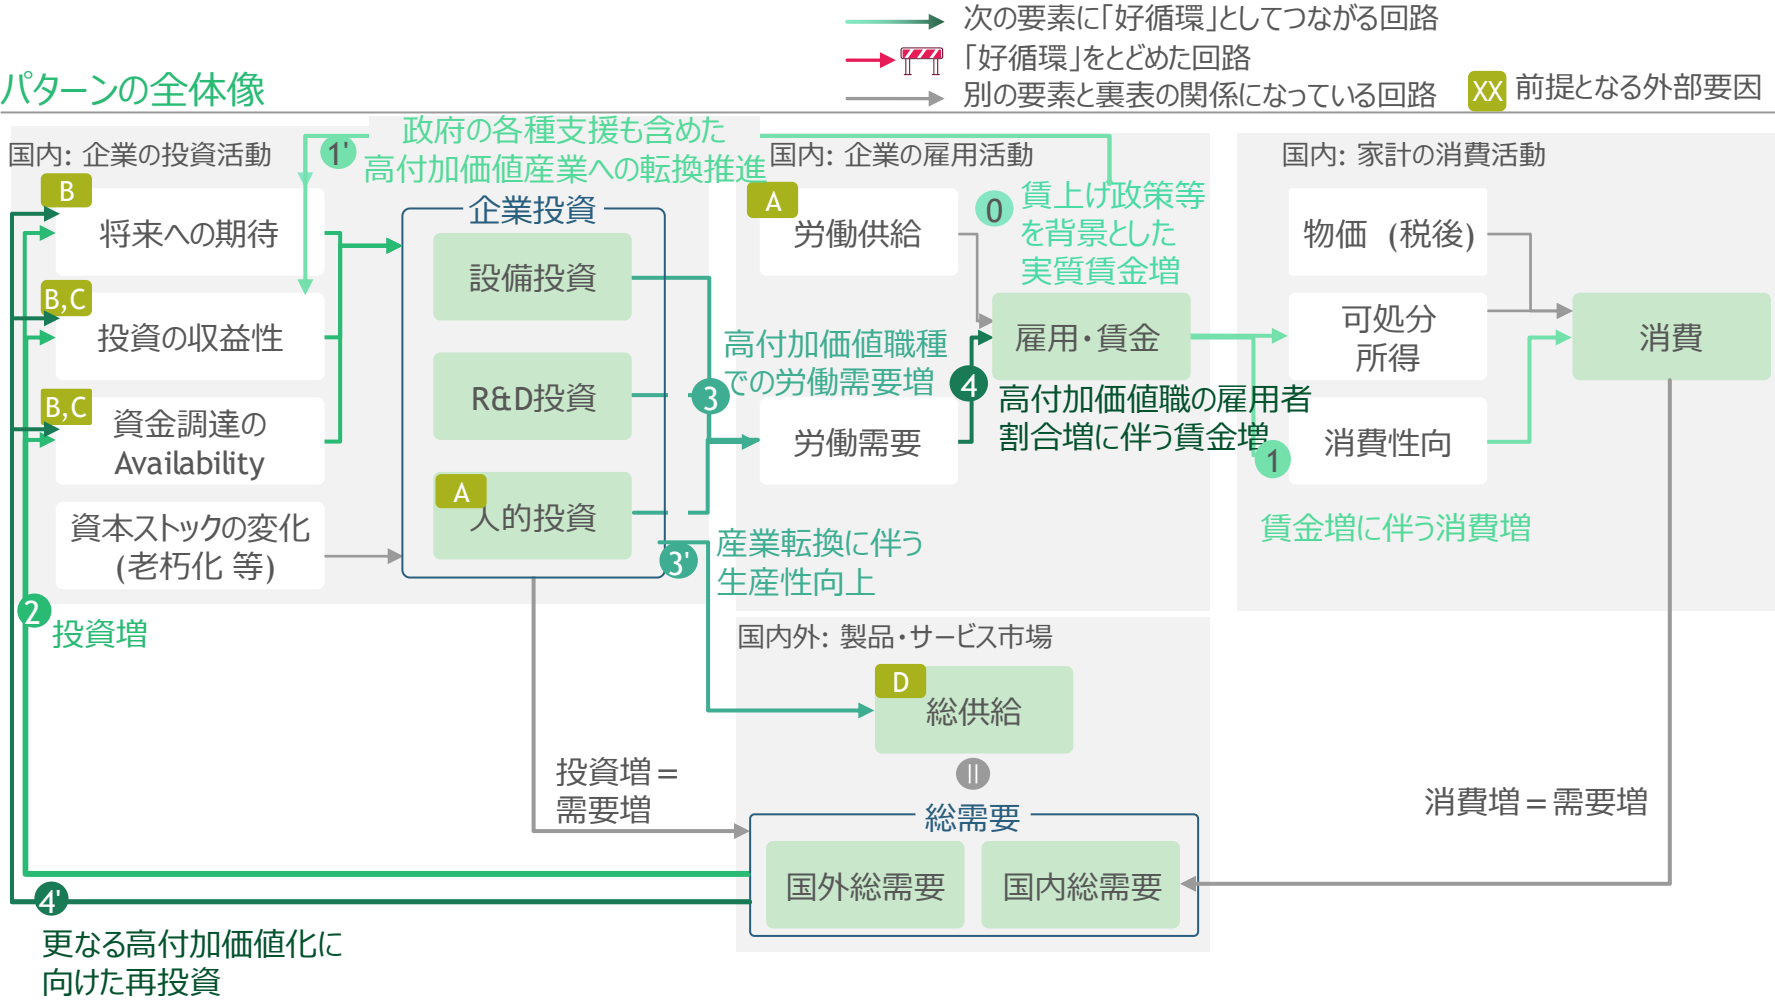 次の要素に「好循環」としてつながる回路
「好循環」をとどめた回路
別の要素と裏表の関係になっている回路
XX 前提となる外部要因
パターンの全体像
国内: 企業の投資活動
1'
政府の各種支援も含めた
高付加価値産業への転換推進
B
将来への期待
B,C
投資の収益性
B,C
資金調達の
Availability
資本ストックの変化
(老朽化 等)
企業投資
設備投資
R&D投資
A
人的投資
2
投資増
3
高付加価値職種
での労働需要増
3'
産業転換に伴う
生産性向上
国内: 企業の雇用活動
A
労働供給
0
賃上げ政策等
を背景とした
実質賃金増
雇用・賃金
4
高付加価値職の雇用者
割合増に伴う賃金増
労働需要
国内: 家計の消費活動
物価 (税後)
可処分
所得
消費性向
消費
1
賃金増に伴う消費増
国内外: 製品・サービス市場
D
総供給
=
総需要
国外総需要
国内総需要
投資増＝
需要増
消費増＝需要増
4'
更なる高付加価値化に
向けた再投資